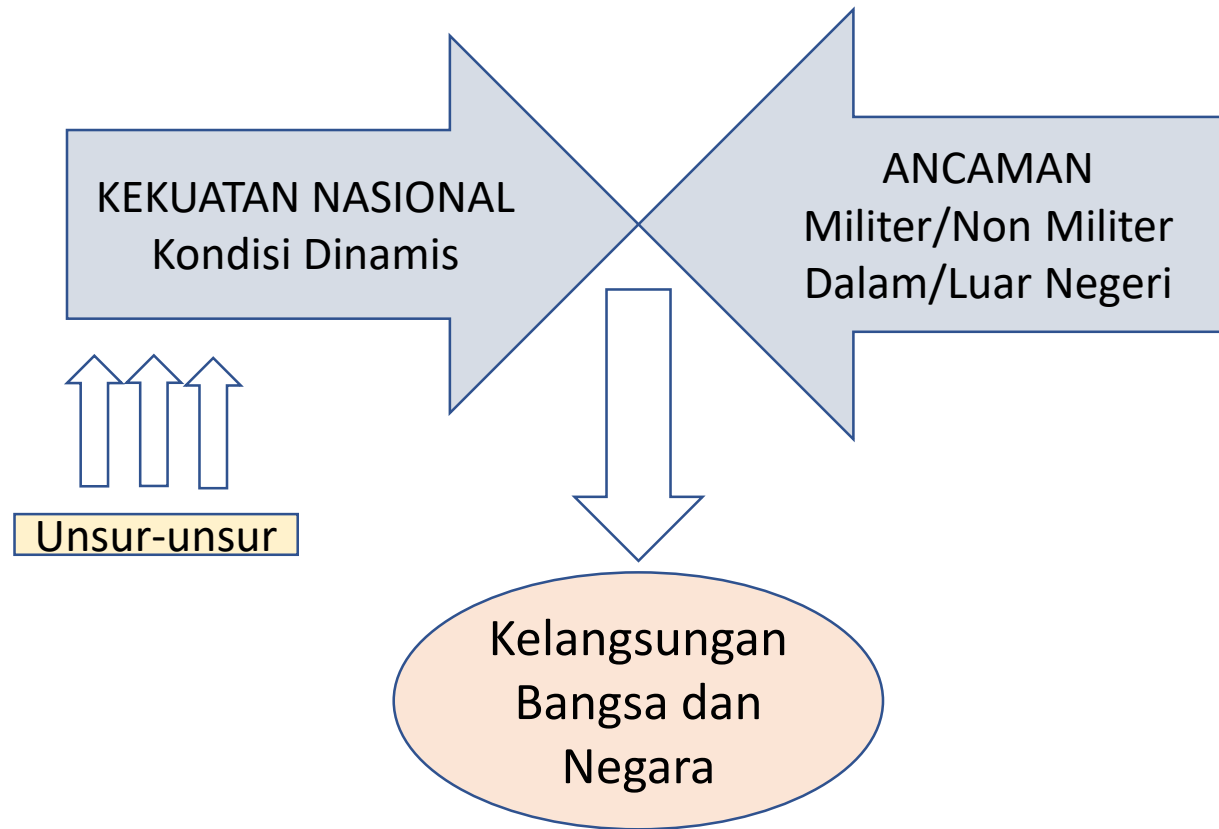 KEKUATAN NASIONAL
Kondisi Dinamis
ANCAMAN
Militer/Non Militer
Dalam/Luar Negeri
Unsur-unsur
Kelangsungan
Bangsa dan
Negara